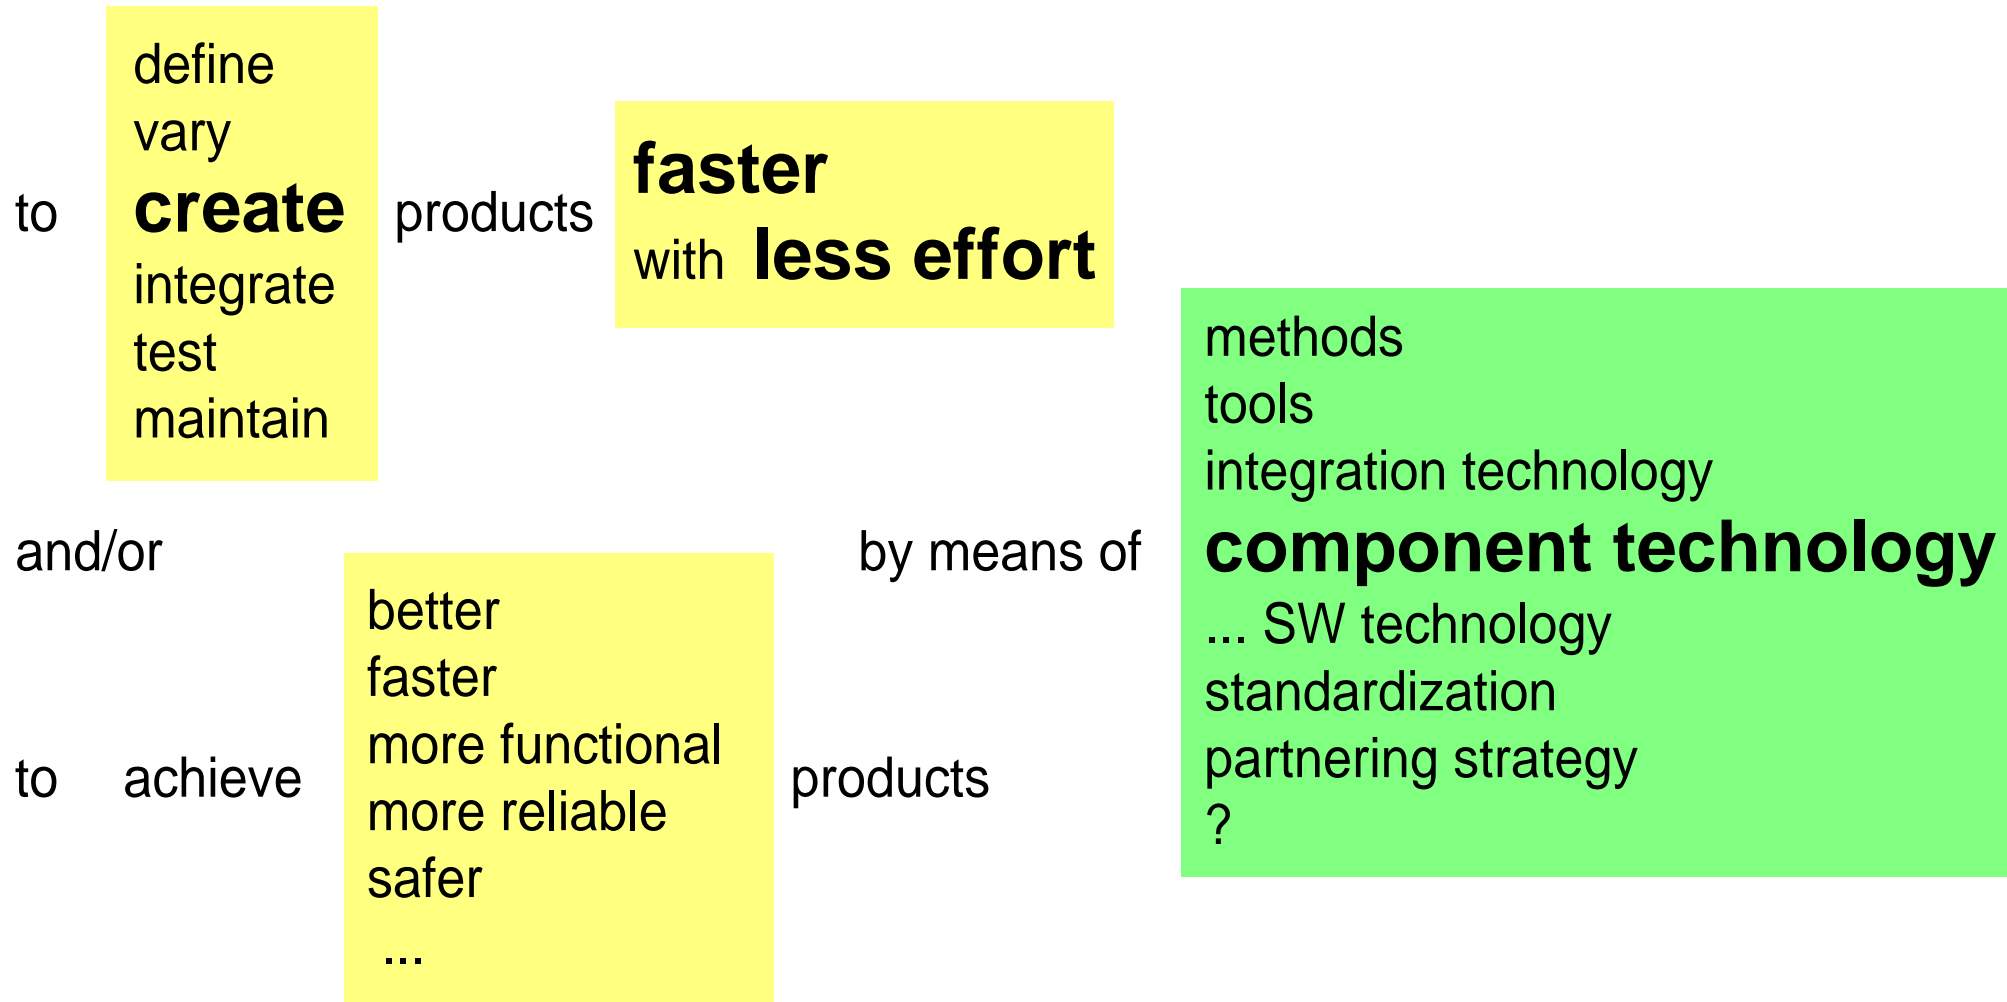 to
define
vary
create
integrate
test
maintain
products
faster
with less effort
and/or
to achieve
better
faster
more functional
more reliable
safer
...
products
by means of
methods
tools
integration technology
component technology
... SW technology
standardization
partnering strategy
?